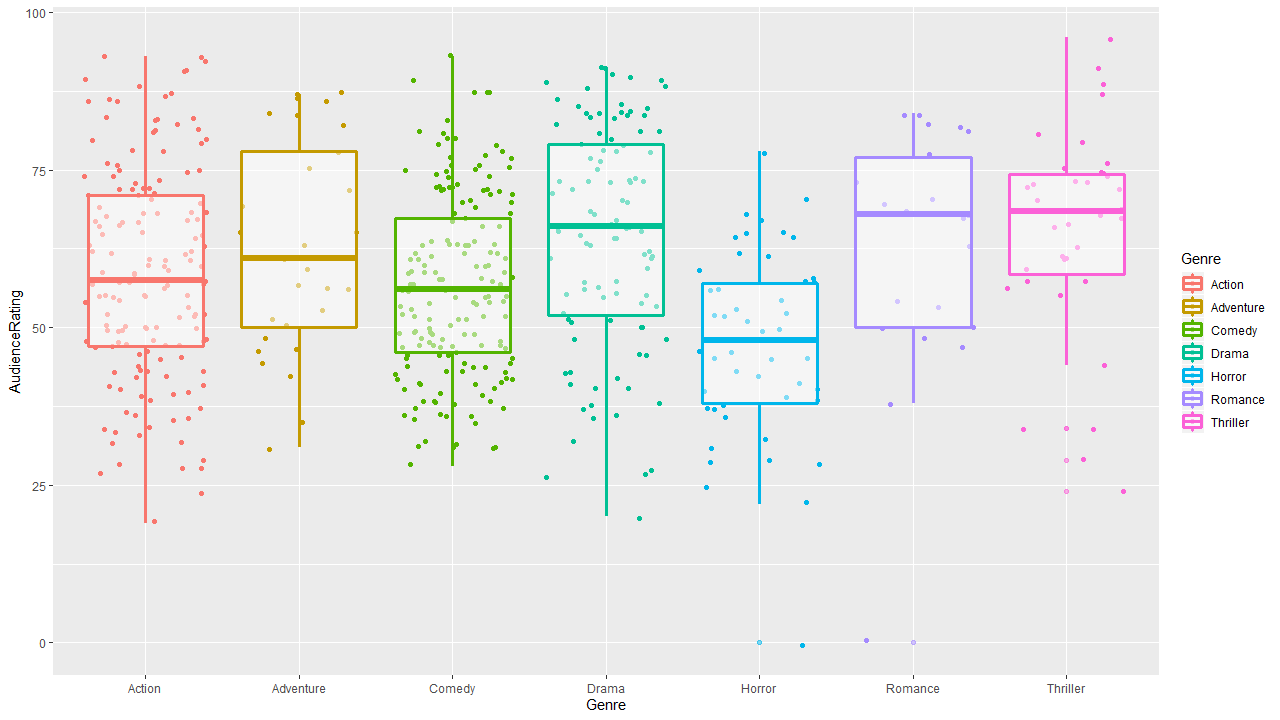 100
75
50
25
0
AudienceRating
Action Adventure Comedy Drama Horror Romance Thriller
Genre
Genre
Action
Adventure
Comedy
Drama
Horror
Romance
Thriller